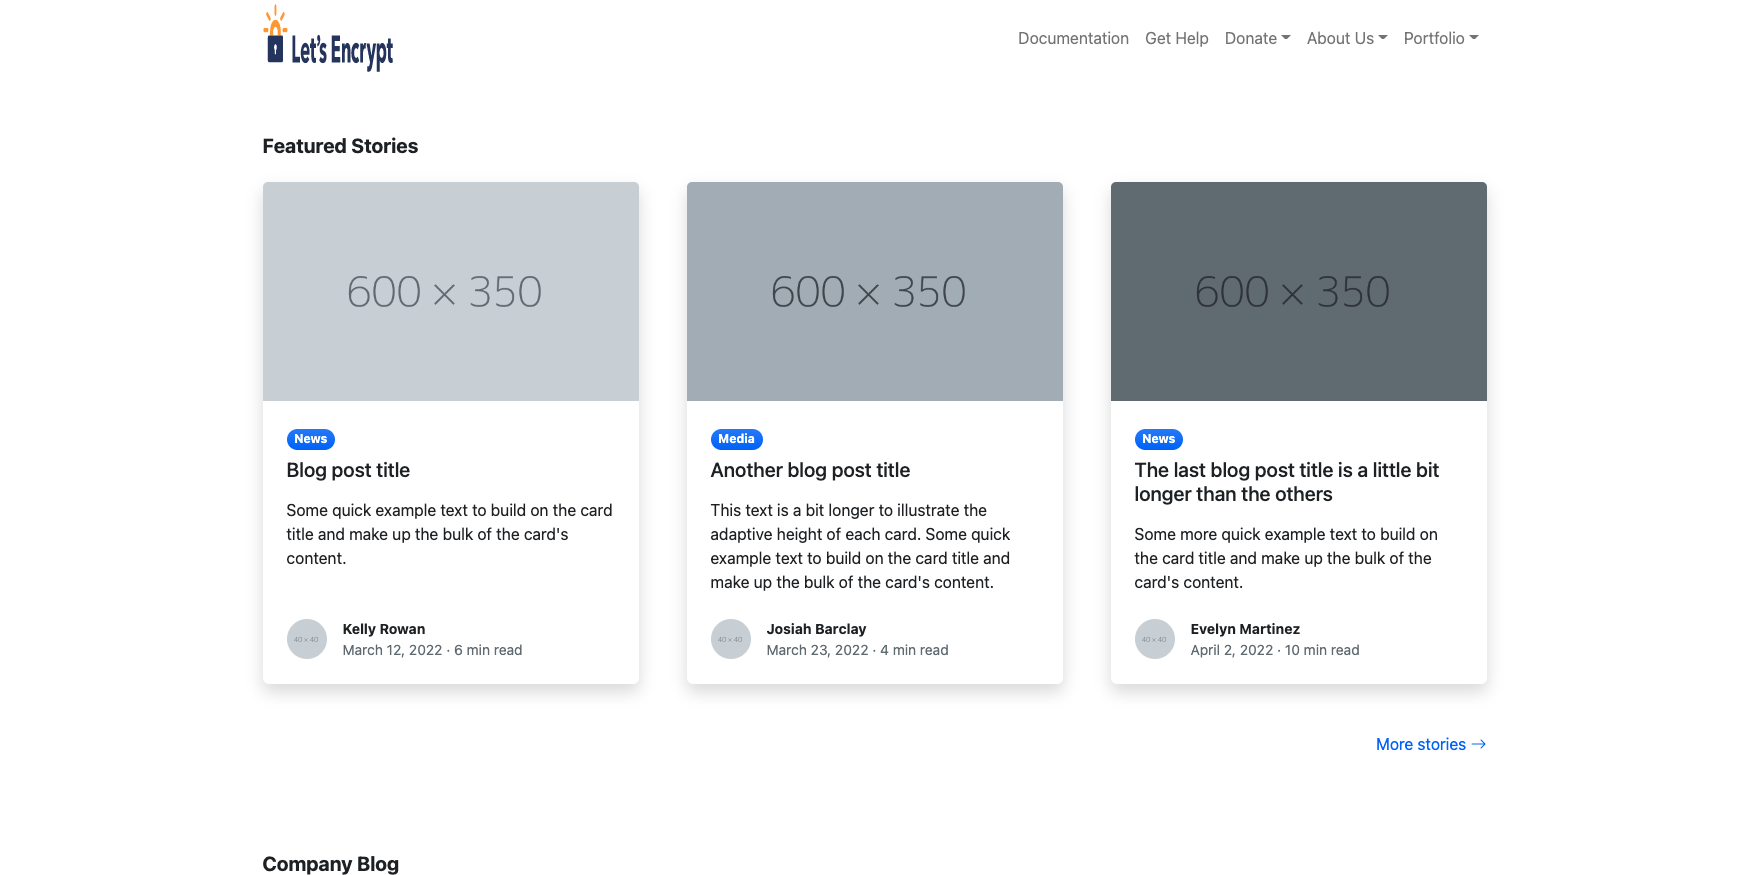 Let's Encrypt
Documentation Get Help Donate About Us Portfolio
Featured Stories
600 × 350
News
Blog post title
Some quick example text to build on the card
title and make up the bulk of the card's
content.
40×40
Kelly Rowan
March 12, 2022 · 6 min read
600 × 350
Media
Another blog post title
This text is a bit longer to illustrate the
adaptive height of each card. Some quick
example text to build on the card title and
make up the bulk of the card's content.
40×40
Josiah Barclay
March 23, 2022 · 4 min read
600 × 350
News
The last blog post title is a little bit
longer than the others
Some more quick example text to build on
the card title and make up the bulk of the
card's content.
40×40
Evelyn Martinez
April 2, 2022 · 10 min read
More stories →
Company Blog